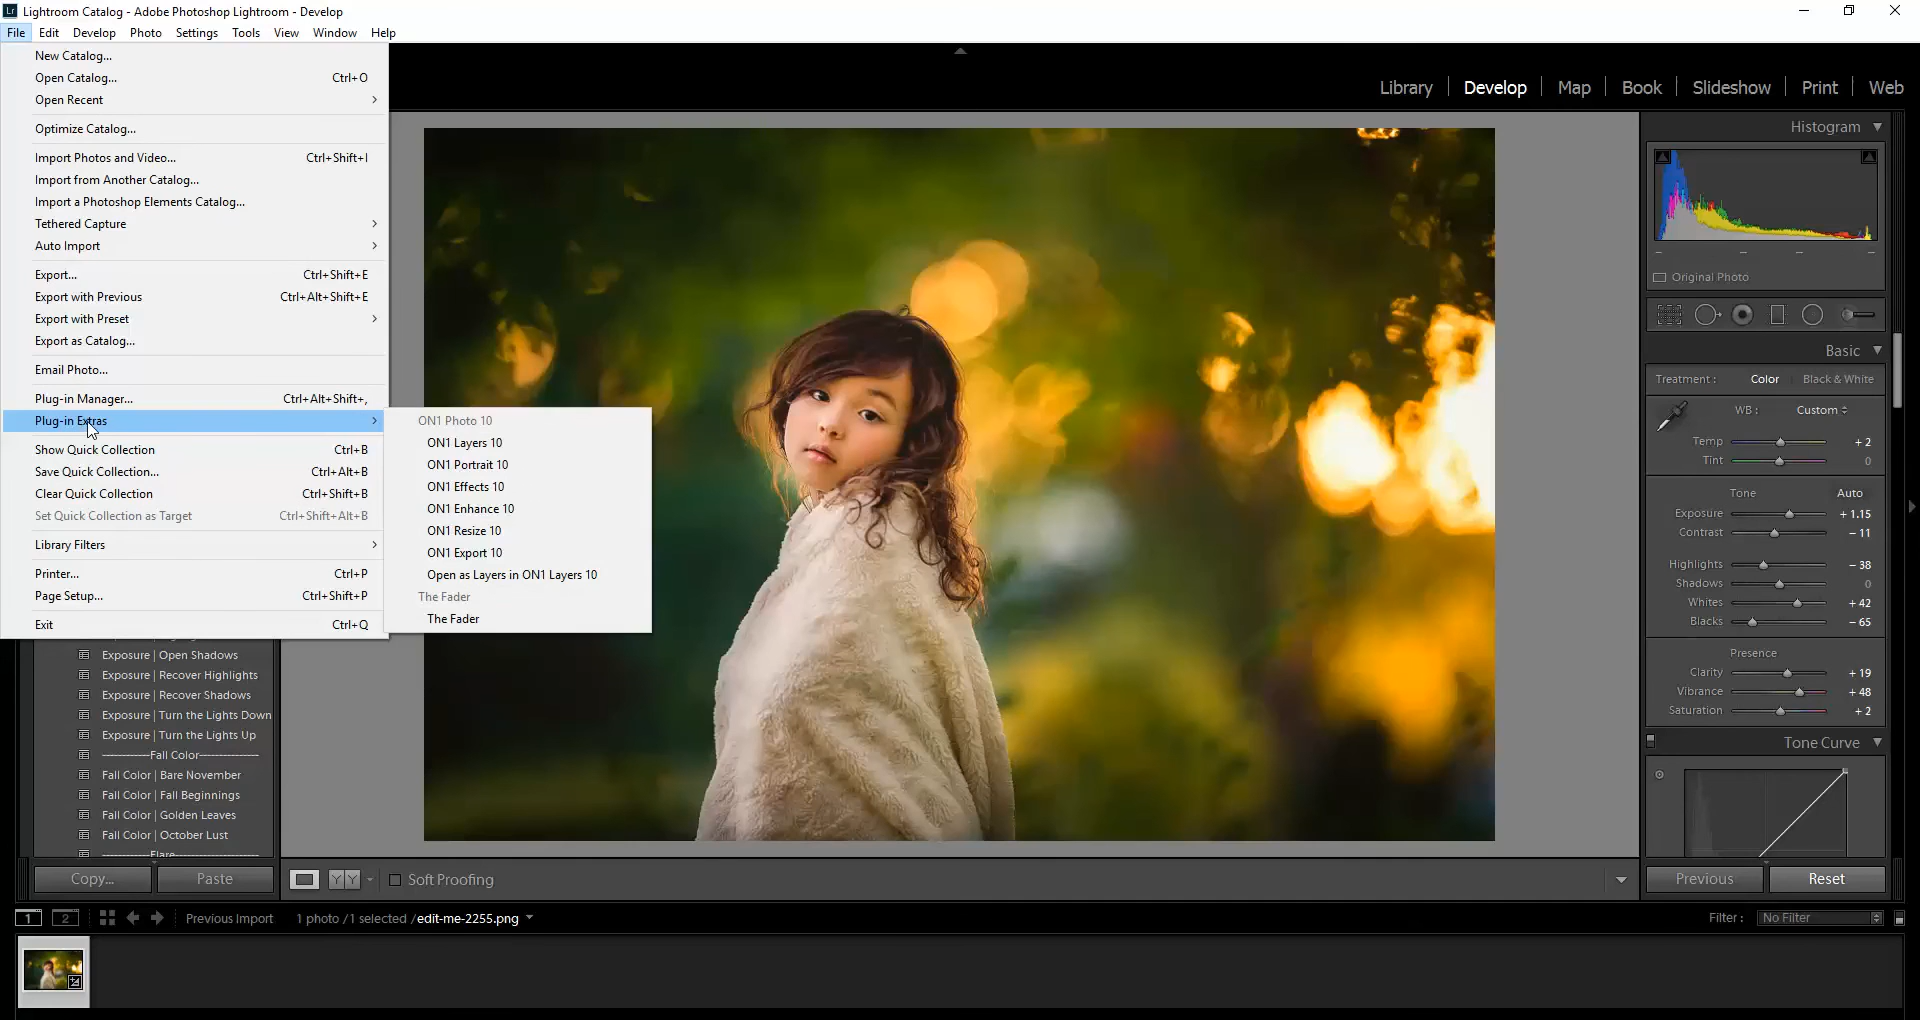 Lightroom Catalog - Adobe Photoshop Lightroom - Develop
File Edit Develop Photo Settings Tools View Window Help
New Catalog...
Open Catalog... Ctrl+O
Open Recent
Optimize Catalog...
Import Photos and Video... Ctrl+Shift+I
Import from Another Catalog...
Import a Photoshop Elements Catalog...
Tethered Capture
Auto Import
Export... Ctrl+Shift+E
Export with Previous Ctrl+Alt+Shift+E
Export with Preset
Export as Catalog...
Email Photo...
Plug-in Manager... Ctrl+Alt+Shift+,
Plug-in Extras
Show Quick Collection Ctrl+B
Save Quick Collection... Ctrl+Alt+B
Clear Quick Collection Ctrl+Shift+B
Set Quick Collection as Target Ctrl+Shift+Alt+B
Library Filters
Printer... Ctrl+P
Page Setup... Ctrl+Shift+P
Exit Ctrl+Q
ON1 Photo 10
ON1 Layers 10
ON1 Portrait 10
ON1 Effects 10
ON1 Enhance 10
ON1 Resize 10
ON1 Export 10
Open as Layers in ON1 Layers 10
The Fader
The Fader
Exposure | Open Shadows
Exposure | Recover Highlights
Exposure | Recover Shadows
Exposure | Turn the Lights Down
Exposure | Turn the Lights Up
------------Fall Color---------------
Fall Color | Bare November
Fall Color | Fall Beginnings
Fall Color | Golden Leaves
Fall Color | October Lust
Copy... Paste
Library | Develop | Map | Book | Slideshow | Print | Web
Histogram
Original Photo
Basic
Treatment : Color Black & White
WB : Custom
Temp + 2
Tint 0
Tone Auto
Exposure + 1.15
Contrast - 11
Highlights - 38
Shadows 0
Whites + 42
Blacks - 65
Presence
Clarity + 19
Vibrance + 48
Saturation + 2
Tone Curve
Previous Reset
YY Soft Proofing
1 2 Previous Import 1 photo / 1 selected / edit-me-2255.png
Filter : No Filter